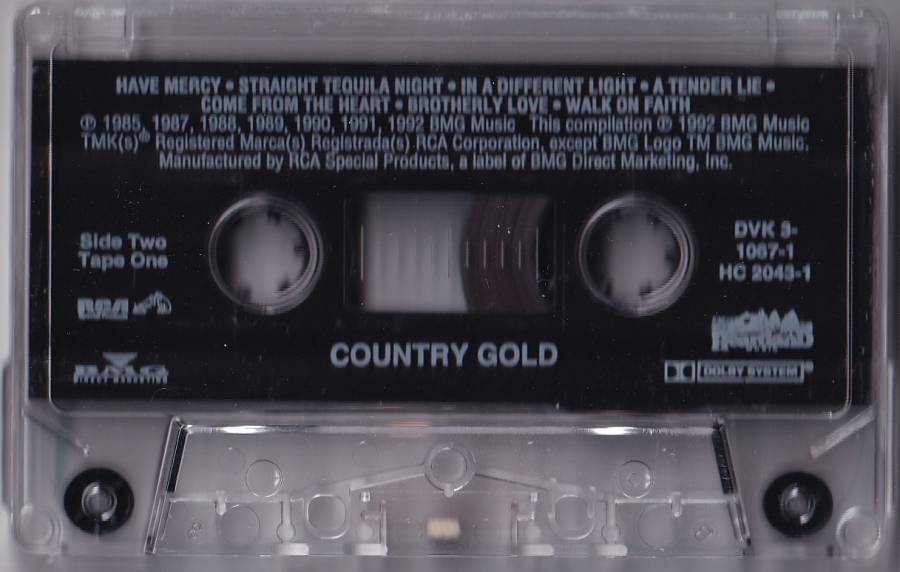 HAVE MERCY • STRAIGHT TEQUILA NIGHT • IN A DIFFERENT LIGHT • A TENDER LIE •
COME FROM THE HEART • BROTHERLY LOVE • WALK ON FAITH
℗ 1985, 1987, 1988, 1989, 1990, 1991, 1992 BMG Music This compilation ℗ 1992 BMG Music
TMK(s)® Registered Marca(s) Registrada(s) RCA Corporation, except BMG Logo TM BMG Music.
Manufactured by RCA Special Products, a label of BMG Direct Marketing, Inc.
Side Two
Tape One
DVK 3-
1067-1
HC 2043-1
RCA
BMG
DIRECT MARKETING
COUNTRY GOLD
Heartland
DOLBY SYSTEM®